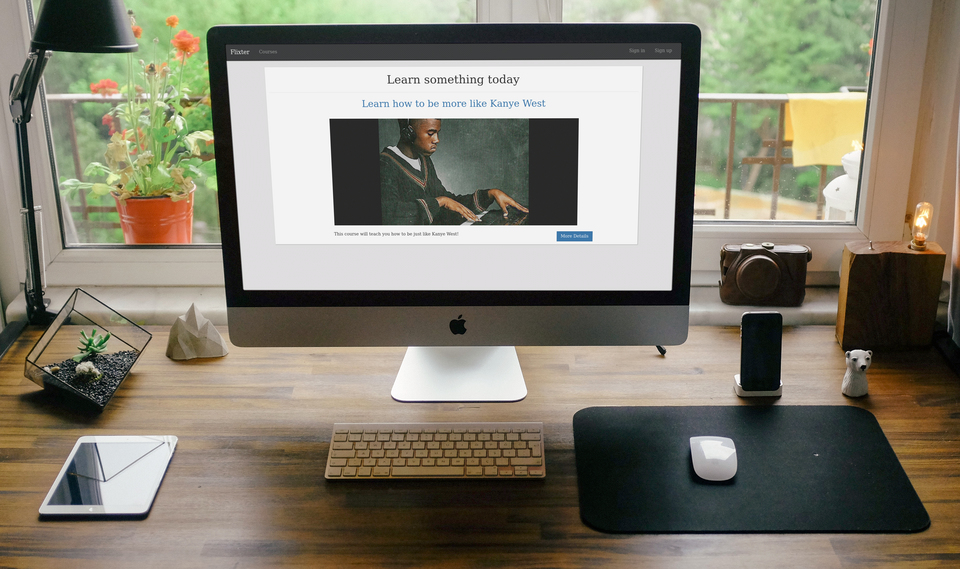 Flixter Courses Sign in Sign up
Learn something today
Learn how to be more like Kanye West
This course will teach you how to be just like Kanye West!
More Details